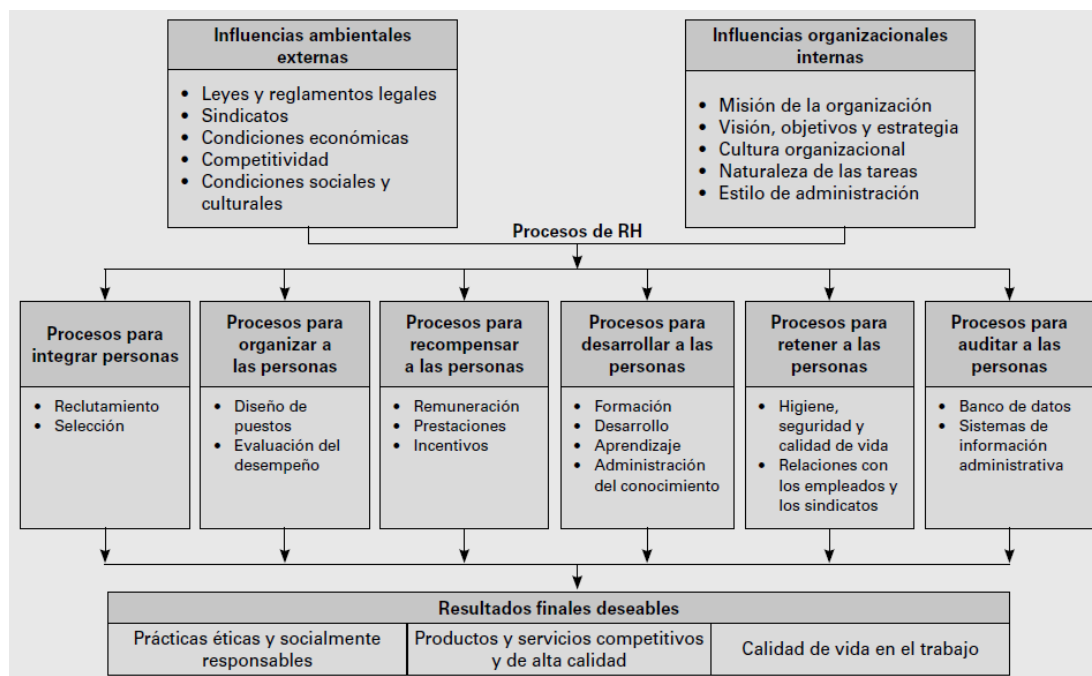 Influencias ambientales
externas
• Leyes y reglamentos legales
• Sindicatos
• Condiciones económicas
• Competitividad
• Condiciones sociales y
culturales
Influencias organizacionales
internas
• Misión de la organización
• Visión, objetivos y estrategia
• Cultura organizacional
• Naturaleza de las tareas
• Estilo de administración
Procesos de RH
Procesos para
integrar personas
• Reclutamiento
• Selección
Procesos para
organizar a
las personas
• Diseño de
puestos
• Evaluación del
desempeño
Procesos para
recompensar
a las personas
• Remuneración
• Prestaciones
• Incentivos
Procesos para
desarrollar a las
personas
• Formación
• Desarrollo
• Aprendizaje
• Administración
del conocimiento
Procesos para
retener a las
personas
• Higiene,
seguridad y
calidad de vida
• Relaciones con
los empleados y
los sindicatos
Procesos para
auditar a las
personas
• Banco de datos
• Sistemas de
información
administrativa
Resultados finales deseables
Prácticas éticas y socialmente
responsables
Productos y servicios competitivos
y de alta calidad
Calidad de vida en el trabajo